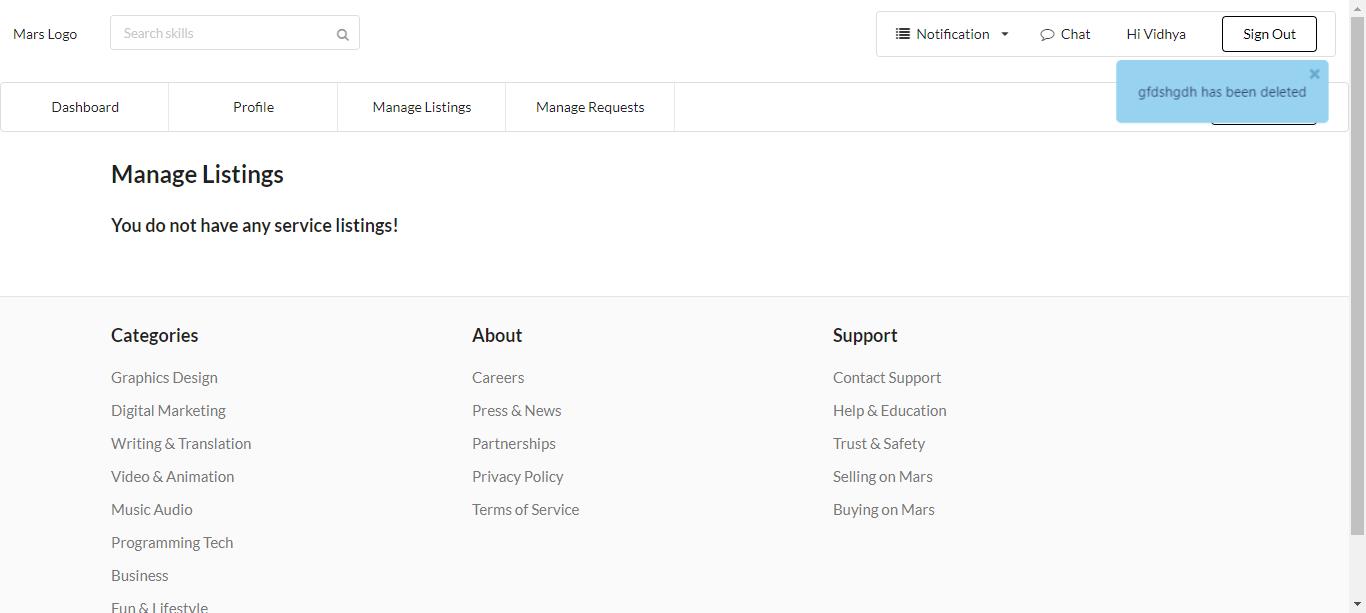 Mars Logo
Search skills
Notification
Chat
Hi Vidhya
Sign Out
gfdshgdh has been deleted
Dashboard
Profile
Manage Listings
Manage Requests
Manage Listings
You do not have any service listings!
Categories
Graphics Design
Digital Marketing
Writing & Translation
Video & Animation
Music Audio
Programming Tech
Business
Fun & Lifestyle
About
Careers
Press & News
Partnerships
Privacy Policy
Terms of Service
Support
Contact Support
Help & Education
Trust & Safety
Selling on Mars
Buying on Mars